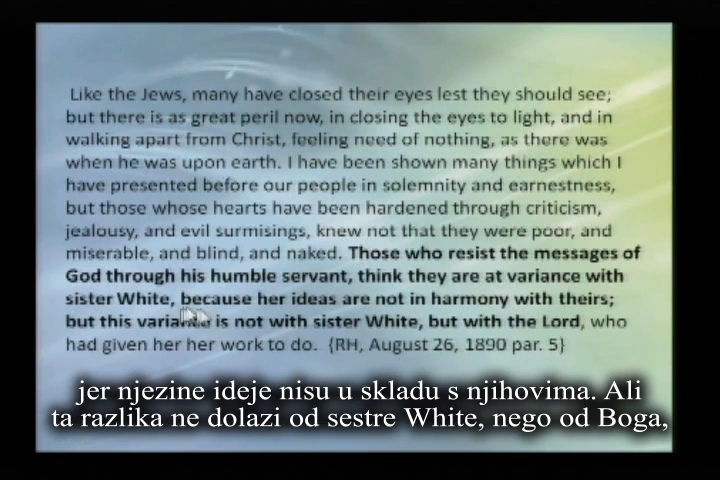 Like the Jews, many have closed their eyes lest they should see;
but there is as great peril now, in closing the eyes to light, and in
walking apart from Christ, feeling need of nothing, as there was
when he was upon earth. I have been shown many things which I
have presented before our people in solemnity and earnestness,
but those whose hearts have been hardened through criticism,
jealousy, and evil surmisings, knew not that they were poor, and
miserable, and blind, and naked. Those who resist the messages of
God through his humble servant, think they are at variance with
sister White, because her ideas are not in harmony with theirs;
but this variance is not with sister White, but with the Lord, who
had given her her work to do. {RH, August 26, 1890 par. 5}
jer njezine ideje nisu u skladu s njihovima. Ali
ta razlika ne dolazi od sestre White, nego od Boga,